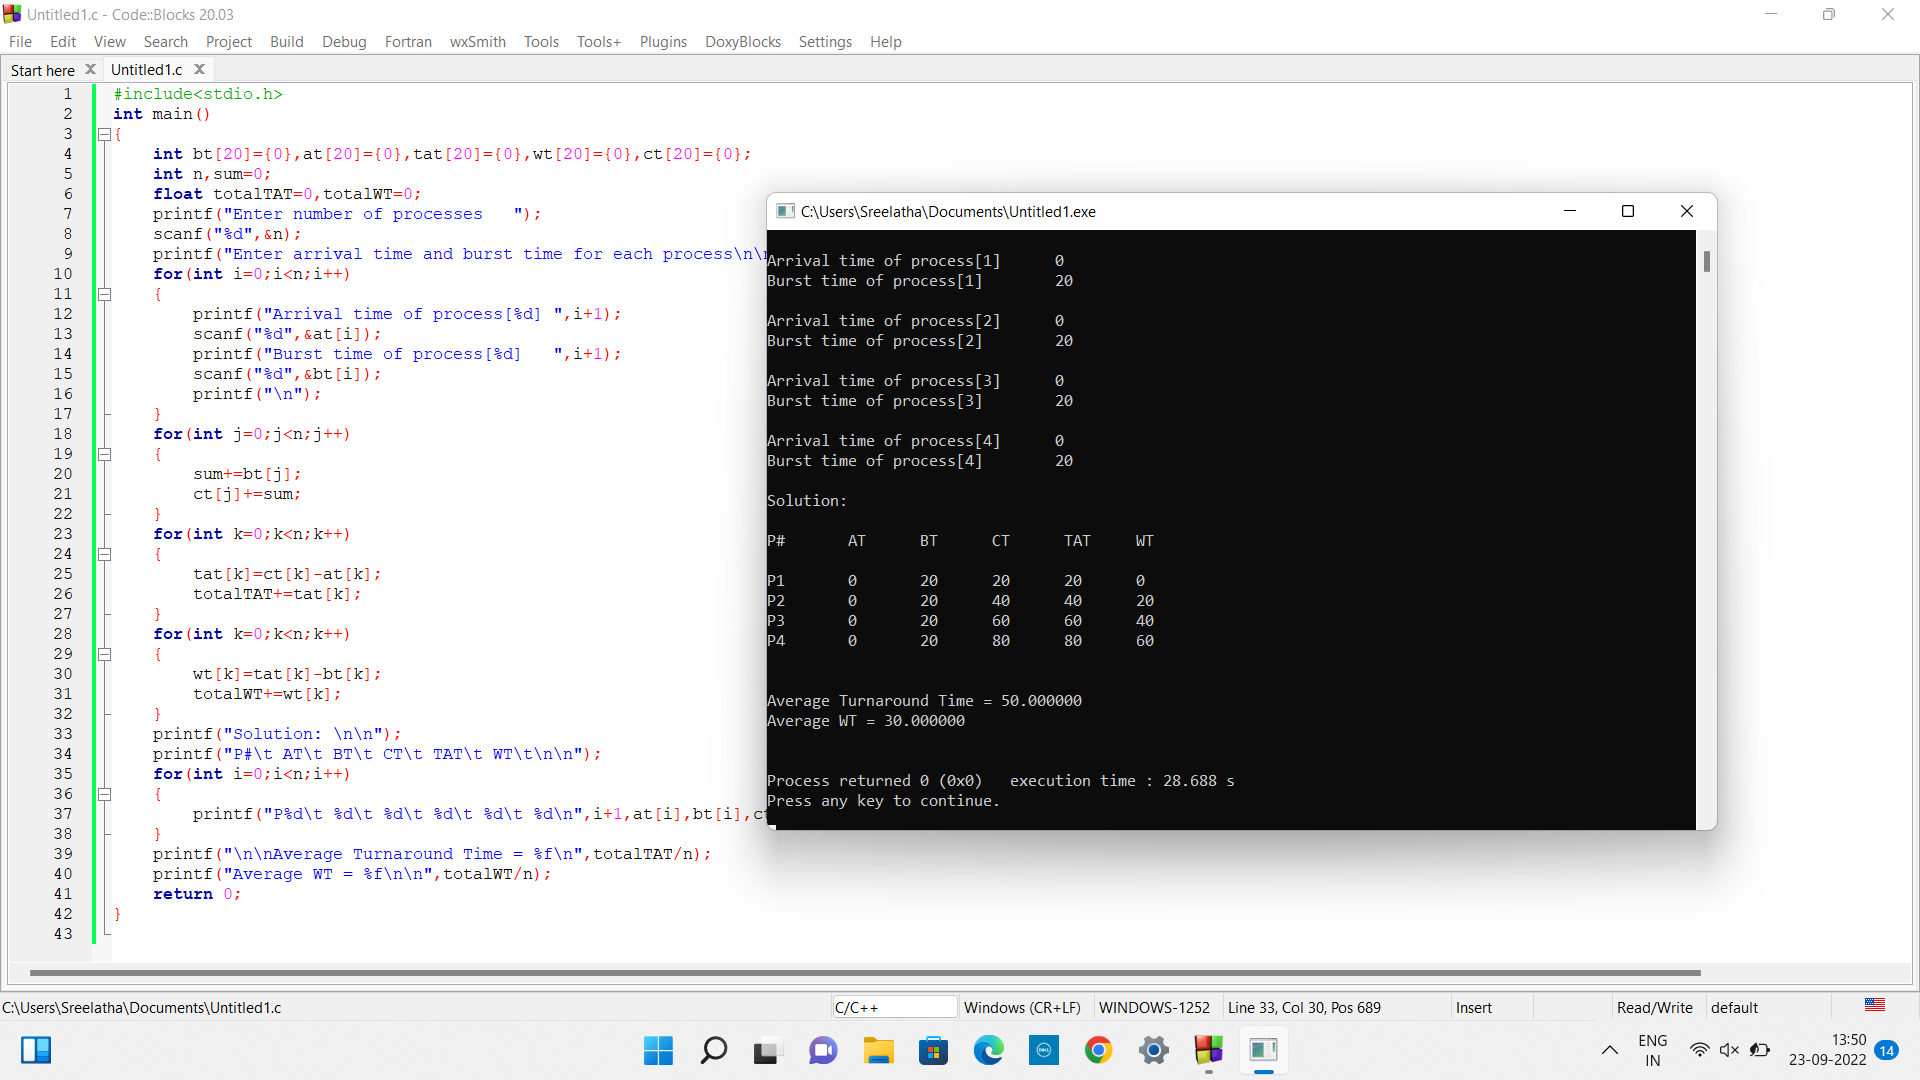 Untitled1.c - Code::Blocks 20.03
File Edit View Search Project Build Debug Fortran wxSmith Tools Tools+ Plugins DoxyBlocks Settings Help
Start here X Untitled1.c X
1 #include<stdio.h>
2 int main()
3 {
4 int bt[20]={0},at[20]={0},tat[20]={0},wt[20]={0},ct[20]={0};
5 int n,sum=0;
6 float totalTAT=0,totalWT=0;
7 printf("Enter number of processes   ");
8 scanf("%d",&n);
9 printf("Enter arrival time and burst time for each process\n\
10 for(int i=0;i<n;i++)
11 {
12 printf("Arrival time of process[%d] ",i+1);
13 scanf("%d",&at[i]);
14 printf("Burst time of process[%d]   ",i+1);
15 scanf("%d",&bt[i]);
16 printf("\n");
17 }
18 for(int j=0;j<n;j++)
19 {
20 sum+=bt[j];
21 ct[j]+=sum;
22 }
23 for(int k=0;k<n;k++)
24 {
25 tat[k]=ct[k]-at[k];
26 totalTAT+=tat[k];
27 }
28 for(int k=0;k<n;k++)
29 {
30 wt[k]=tat[k]-bt[k];
31 totalWT+=wt[k];
32 }
33 printf("Solution: \n\n");
34 printf("P#\t AT\t BT\t CT\t TAT\t WT\t\n\n");
35 for(int i=0;i<n;i++)
36 {
37 printf("P%d\t %d\t %d\t %d\t %d\t %d\n",i+1,at[i],bt[i],c
38 }
39 printf("\n\nAverage Turnaround Time = %f\n",totalTAT/n);
40 printf("Average WT = %f\n\n",totalWT/n);
41 return 0;
42 }
43
C:\Users\Sreelatha\Documents\Untitled1.exe
Arrival time of process[1] 0
Burst time of process[1] 20
Arrival time of process[2] 0
Burst time of process[2] 20
Arrival time of process[3] 0
Burst time of process[3] 20
Arrival time of process[4] 0
Burst time of process[4] 20
Solution:
P# AT BT CT TAT WT
P1 0 20 20 20 0
P2 0 20 40 40 20
P3 0 20 60 60 40
P4 0 20 80 80 60
Average Turnaround Time = 50.000000
Average WT = 30.000000
Process returned 0 (0x0)   execution time : 28.688 s
Press any key to continue.
C:\Users\Sreelatha\Documents\Untitled1.c C/C++ Windows (CR+LF) WINDOWS-1252 Line 33, Col 30, Pos 689 Insert Read/Write default
DELL
ENG
IN
13:50
23-09-2022
14